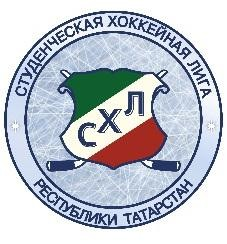 СТУДЕНЧЕСКАЯ ХОККЕЙНАЯ ЛИГА
СХЛ
РЕСПУБЛИКИ ТАТАРСТАН